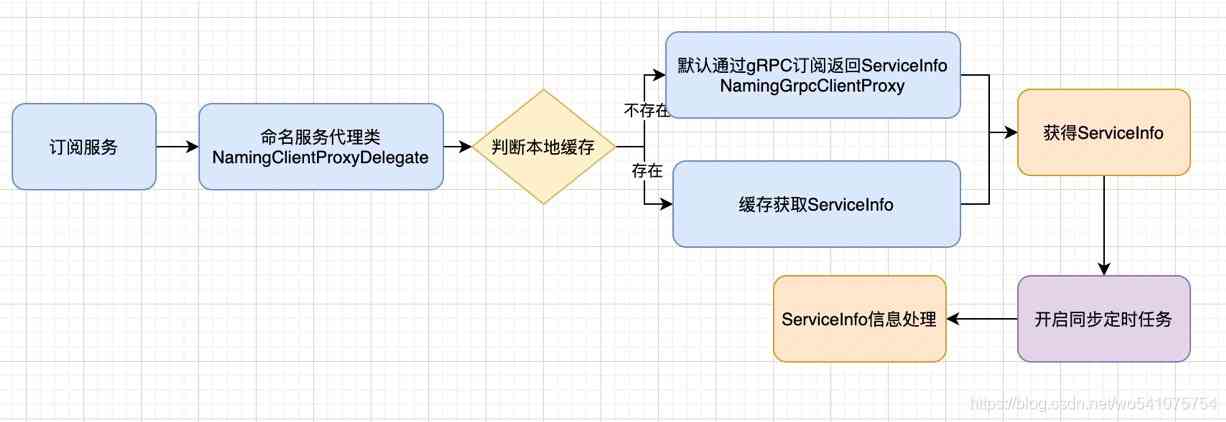 订阅服务
命名服务代理类
NamingClientProxyDelegate
判断本地缓存
不存在
存在
默认通过gRPC订阅返回ServiceInfo
NamingGrpcClientProxy
缓存获取ServiceInfo
获得ServiceInfo
开启同步定时任务
ServiceInfo信息处理
https://blog.csdn.net/wo541075754